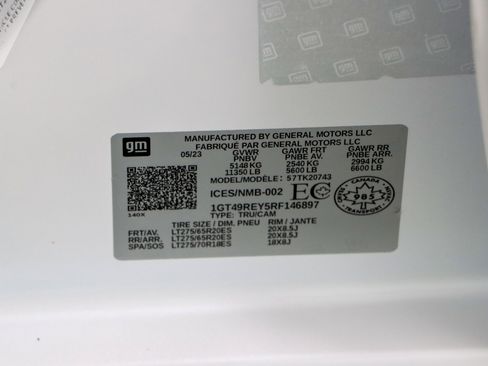 gm
MANUFACTURED BY GENERAL MOTORS LLC
FABRIQUÉ PAR GENERAL MOTORS LLC
05/23 GVWR GAWR FRT GAWR RR
PNBV PNBE AV. PNBE ARR.
5148 KG 2540 KG 2994 KG
11350 LB 5600 LB 6600 LB
MODEL/MODÈLE: 57TK20743
ICES/NMB-002
CANADA
985
140X
1GT49REY5RF146897
TYPE: TRU/CAM
TIRE SIZE / DIM. PNEU RIM / JANTE
FRT/AV. LT275/65R20ES 20X8.5J
RR/ARR. LT275/65R20ES 20X8.5J
SPA/SOS LT275/70R18ES 18X8J